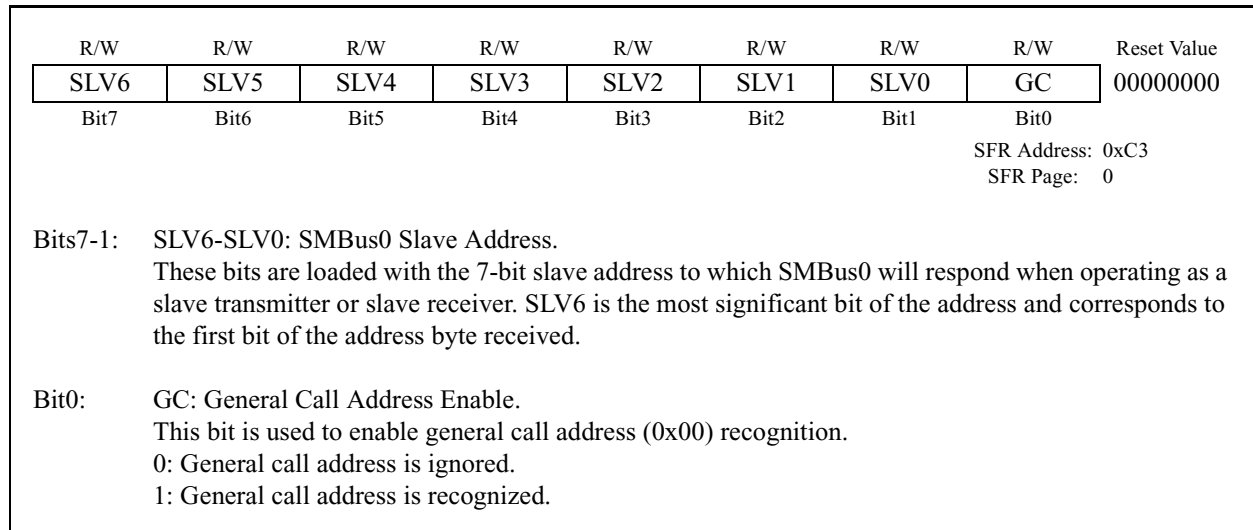 R/W R/W R/W R/W R/W R/W R/W R/W Reset Value
SLV6 SLV5 SLV4 SLV3 SLV2 SLV1 SLV0 GC 00000000
Bit7 Bit6 Bit5 Bit4 Bit3 Bit2 Bit1 Bit0
SFR Address: 0xC3
SFR Page: 0
Bits7-1: SLV6-SLV0: SMBus0 Slave Address.
These bits are loaded with the 7-bit slave address to which SMBus0 will respond when operating as a
slave transmitter or slave receiver. SLV6 is the most significant bit of the address and corresponds to
the first bit of the address byte received.
Bit0: GC: General Call Address Enable.
This bit is used to enable general call address (0x00) recognition.
0: General call address is ignored.
1: General call address is recognized.